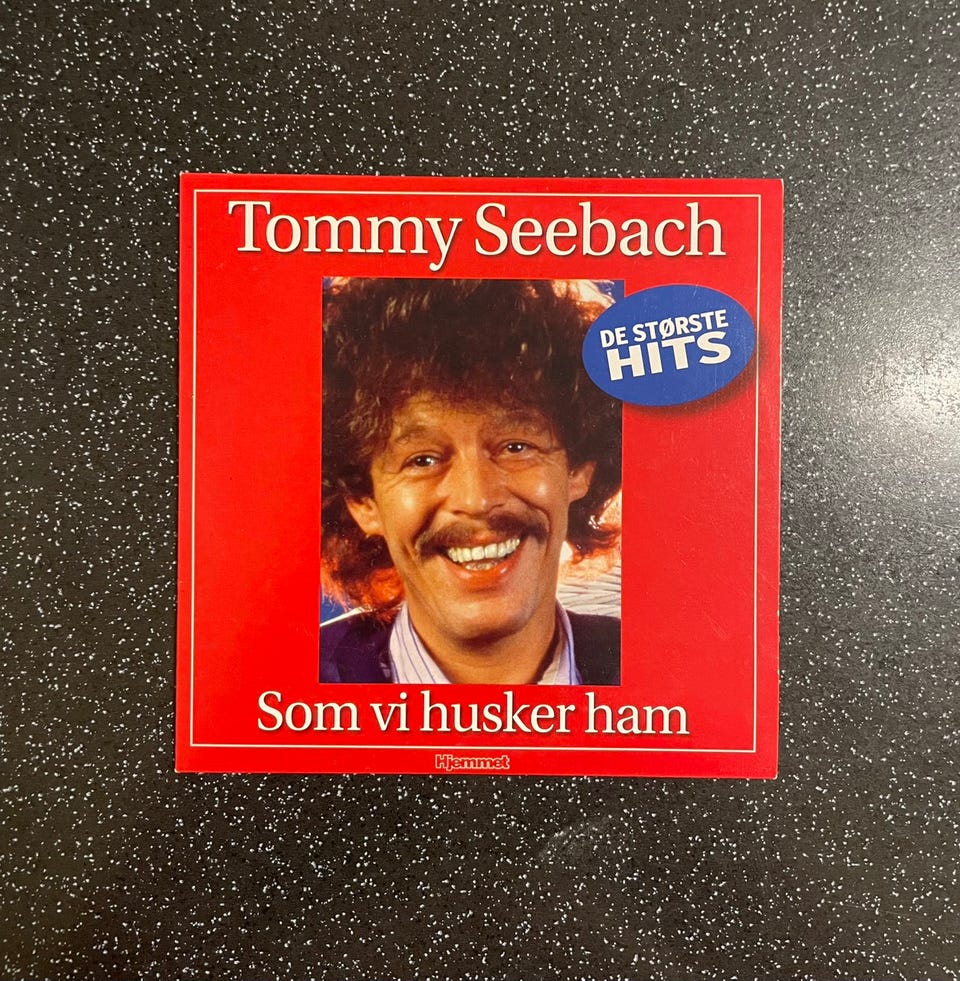 Tommy Seebach
DE STØRSTE
HITS
Som vi husker ham
Hjemmet